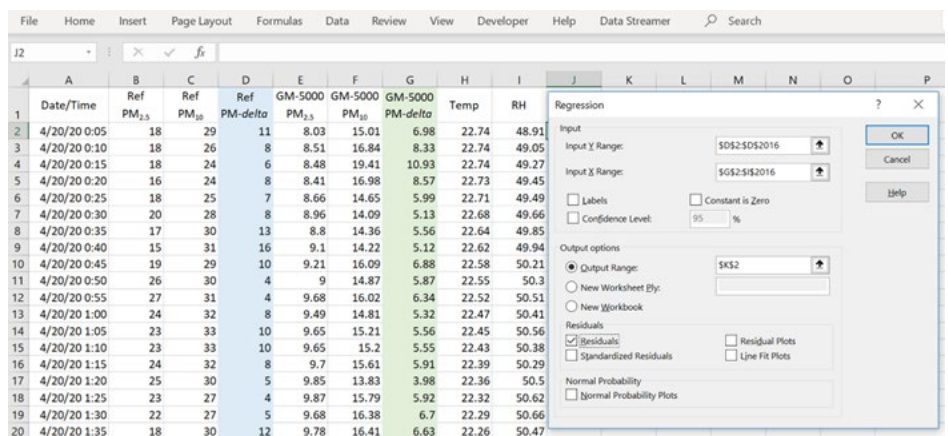 File Home Insert Page Layout Formulas Data Review View Developer Help Data Streamer Search
J2 fx
A B C D E F G H I J K L M N O P
1 Date/Time Ref PM2.5 Ref PM10 Ref PM-delta GM-5000 PM2.5 GM-5000 PM10 GM-5000 PM-delta Temp RH
2 4/20/20 0:05 18 29 11 8.03 15.01 6.98 22.74 48.91
3 4/20/20 0:10 18 26 8 8.51 16.84 8.33 22.74 49.05
4 4/20/20 0:15 18 24 6 8.48 19.41 10.93 22.74 49.27
5 4/20/20 0:20 16 24 8 8.41 16.98 8.57 22.73 49.45
6 4/20/20 0:25 18 25 7 8.66 14.65 5.99 22.71 49.49
7 4/20/20 0:30 20 28 8 8.96 14.09 5.13 22.68 49.66
8 4/20/20 0:35 17 30 13 8.8 14.36 5.56 22.64 49.85
9 4/20/20 0:40 15 31 16 9.1 14.22 5.12 22.62 49.94
10 4/20/20 0:45 19 29 10 9.21 16.09 6.88 22.58 50.21
11 4/20/20 0:50 26 30 4 9 14.87 5.87 22.55 50.3
12 4/20/20 0:55 27 31 4 9.68 16.02 6.34 22.52 50.51
13 4/20/20 1:00 24 32 8 9.49 14.81 5.32 22.47 50.41
14 4/20/20 1:05 23 33 10 9.65 15.21 5.56 22.45 50.56
15 4/20/20 1:10 23 33 10 9.65 15.2 5.55 22.43 50.38
16 4/20/20 1:15 24 32 8 9.7 15.61 5.91 22.39 50.29
17 4/20/20 1:20 25 30 5 9.85 13.83 3.98 22.36 50.5
18 4/20/20 1:25 23 27 4 9.87 15.79 5.92 22.32 50.62
19 4/20/20 1:30 22 27 5 9.68 16.38 6.7 22.29 50.66
20 4/20/20 1:35 18 30 12 9.78 16.41 6.63 22.26 50.47
Regression ? ×
Input
Input Y Range: $D$2:$D$2016
Input X Range: $G$2:$I$2016
Labels Constant is Zero
Confidence Level: 95 %
OK
Cancel
Help
Output options
Output Range: $K$2
New Worksheet Ply:
New Workbook
Residuals
Residuals Residual Plots
Standardized Residuals Line Fit Plots
Normal Probability
Normal Probability Plots